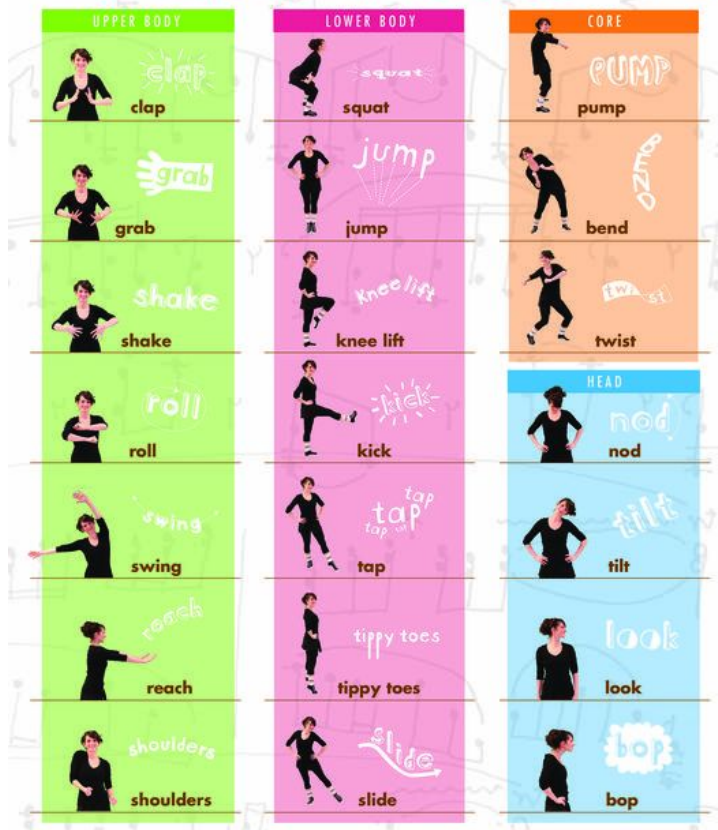 UPPER BODY
clap
clap
grab
grab
shake
shake
roll
roll
swing
swing
reach
reach
shoulders
shoulders
LOWER BODY
squat
squat
jump
jump
knee lift
knee lift
kick
kick
tap
tap
tap
tap
tap
tippy toes
tippy toes
slide
slide
CORE
PUMP
pump
BEND
bend
twist
twist
HEAD
nod
nod
tilt
tilt
look
look
bop
bop